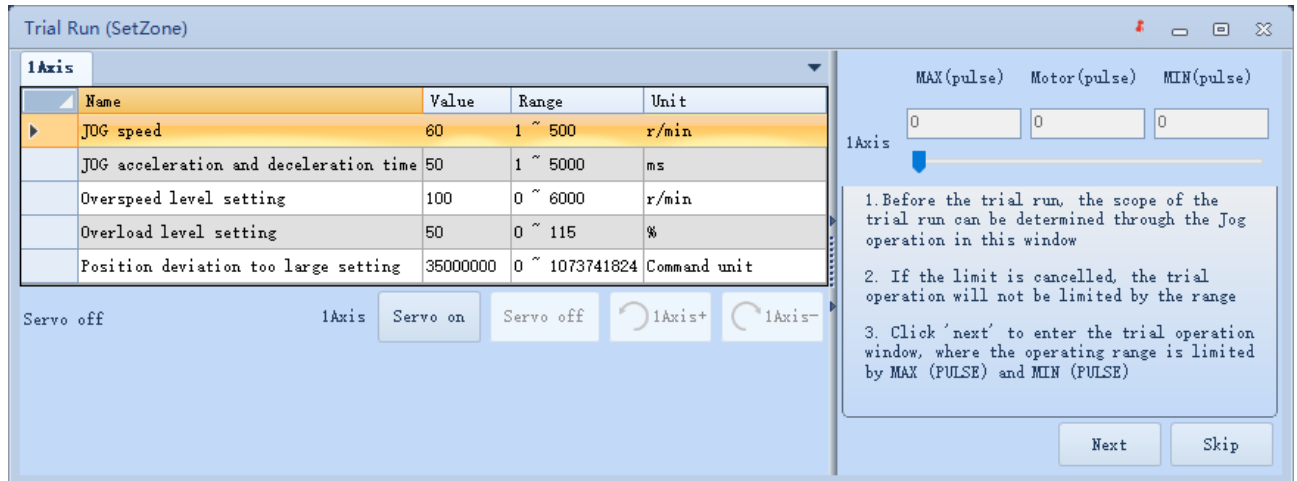 Trial Run (SetZone)
1Axis
Name Value Range Unit
JOG speed 60 1 ~ 500 r/min
JOG acceleration and deceleration time 50 1 ~ 5000 ms
Overspeed level setting 100 0 ~ 6000 r/min
Overload level setting 50 0 ~ 115 %
Position deviation too large setting 35000000 0 ~ 1073741824 Command unit
Servo off 1Axis Servo on Servo off 1Axis+ 1Axis-
MAX(pulse) Motor(pulse) MIN(pulse)
0 0 0
1Axis
1.Before the trial run, the scope of the
trial run can be determined through the Jog
operation in this window
2. If the limit is cancelled, the trial
operation will not be limited by the range
3. Click 'next' to enter the trial operation
window, where the operating range is limited
by MAX (PULSE) and MIN (PULSE)
Next Skip